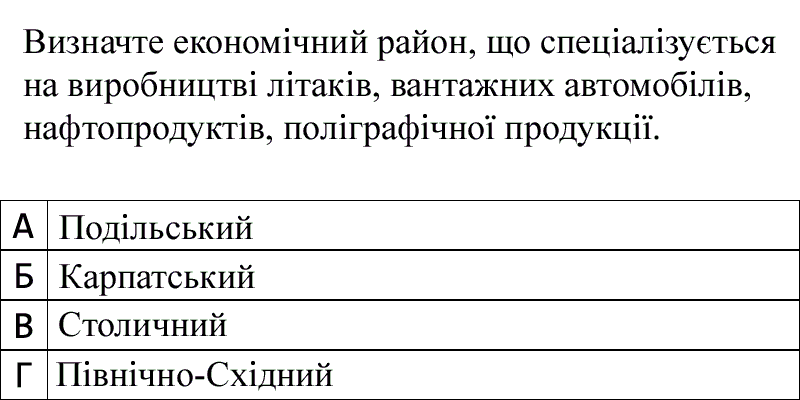 Визначте економічний район, що спеціалізується
на виробництві літаків, вантажних автомобілів,
нафтопродуктів, поліграфічної продукції.
А Подільський
Б Карпатський
В Столичний
Г Північно-Східний